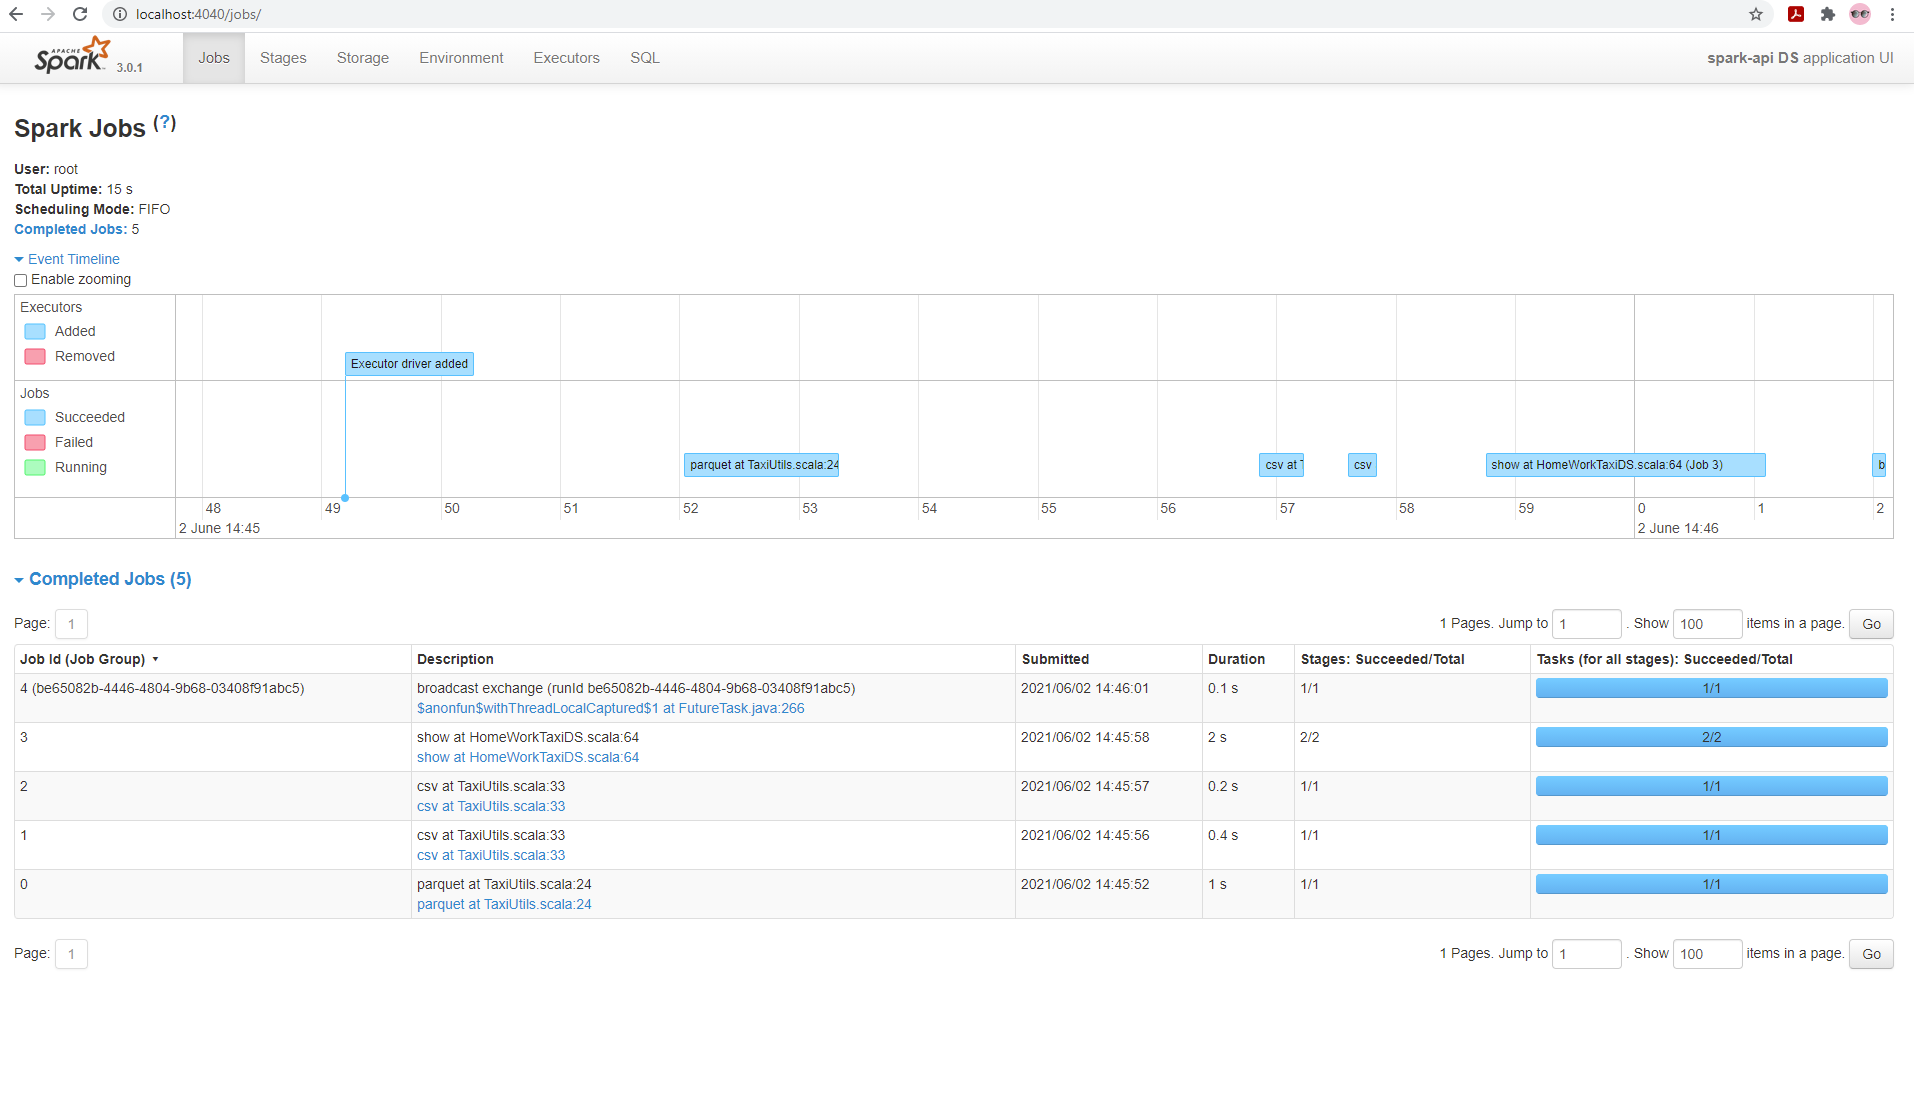 localhost:4040/jobs/
APACHE
Spark 3.0.1 Jobs Stages Storage Environment Executors SQL spark-api DS application UI
Spark Jobs (?)
User: root
Total Uptime: 15 s
Scheduling Mode: FIFO
Completed Jobs: 5
Event Timeline
Enable zooming
Executors
Added
Removed
Executor driver added
Jobs
Succeeded
Failed
Running
parquet at TaxiUtils.scala:24 csv at T csv show at HomeWorkTaxiDS.scala:64 (Job 3) b
48 49 50 51 52 53 54 55 56 57 58 59 0 1 2
2 June 14:45 2 June 14:46
Completed Jobs (5)
Page: 1 1 Pages. Jump to 1 . Show 100 items in a page. Go
Job Id (Job Group) ▾ Description Submitted Duration Stages: Succeeded/Total Tasks (for all stages): Succeeded/Total
4 (be65082b-4446-4804-9b68-03408f91abc5) broadcast exchange (runId be65082b-4446-4804-9b68-03408f91abc5) 2021/06/02 14:46:01 0.1 s 1/1 1/1
$anonfun$withThreadLocalCaptured$1 at FutureTask.java:266
3 show at HomeWorkTaxiDS.scala:64 2021/06/02 14:45:58 2 s 2/2 2/2
show at HomeWorkTaxiDS.scala:64
2 csv at TaxiUtils.scala:33 2021/06/02 14:45:57 0.2 s 1/1 1/1
csv at TaxiUtils.scala:33
1 csv at TaxiUtils.scala:33 2021/06/02 14:45:56 0.4 s 1/1 1/1
csv at TaxiUtils.scala:33
0 parquet at TaxiUtils.scala:24 2021/06/02 14:45:52 1 s 1/1 1/1
parquet at TaxiUtils.scala:24
Page: 1 1 Pages. Jump to 1 . Show 100 items in a page. Go